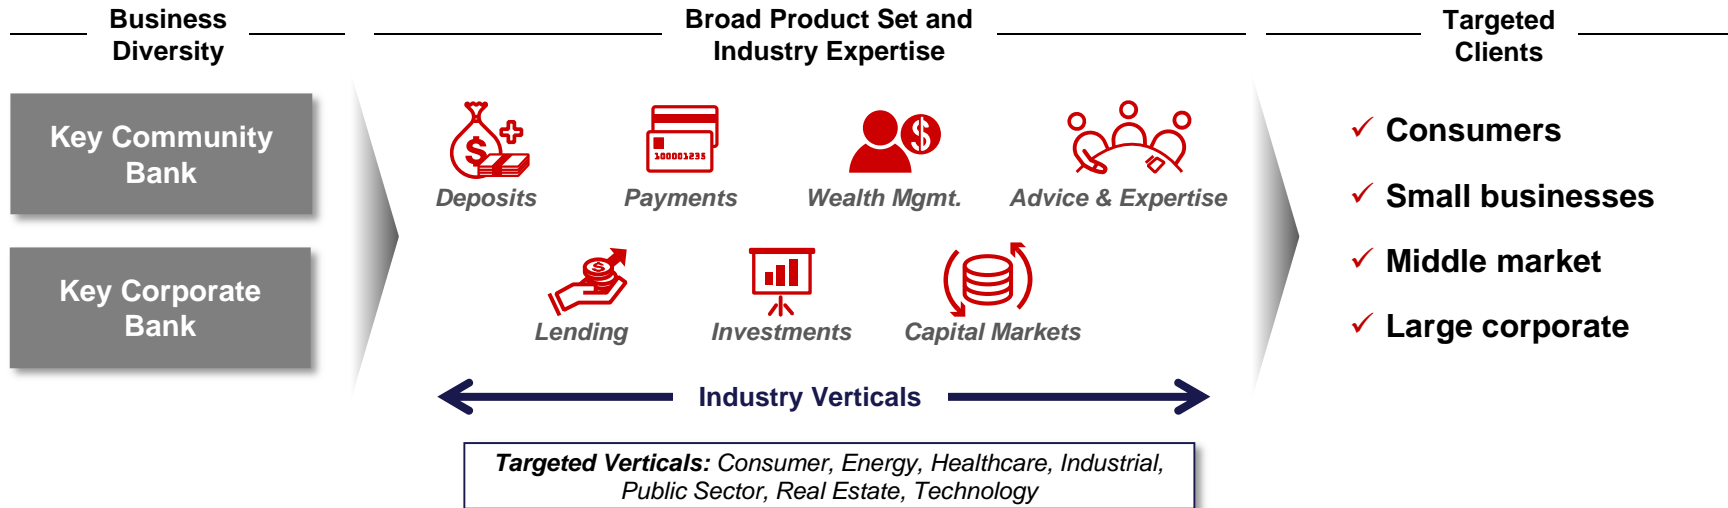 Business
Diversity
Broad Product Set and
Industry Expertise
Targeted
Clients
Key Community
Bank
Key Corporate
Bank
$
100001235
$
Deposits
Payments
Wealth Mgmt.
Advice & Expertise
$
Lending
Investments
Capital Markets
Industry Verticals
Targeted Verticals: Consumer, Energy, Healthcare, Industrial,
Public Sector, Real Estate, Technology
✓ Consumers
✓ Small businesses
✓ Middle market
✓ Large corporate